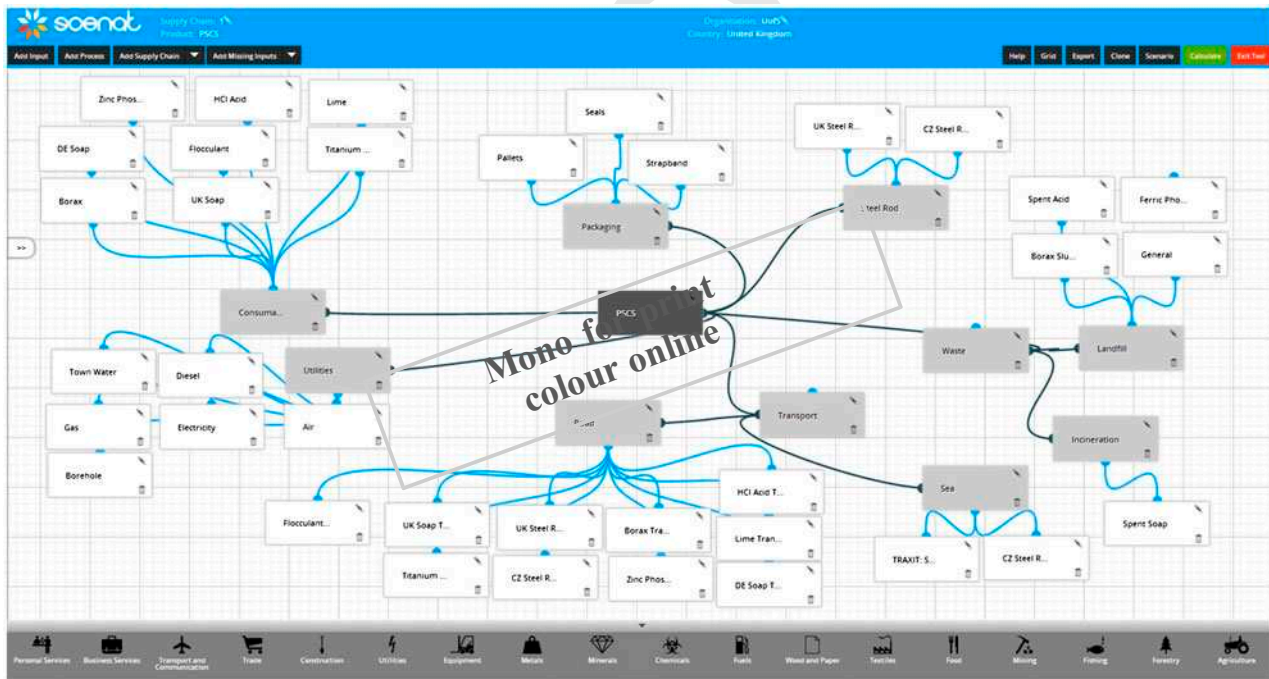 scenat
Supply Chain:
Product: PSCS
Organisation: UofS
Country: United Kingdom
Add Input
Add Process
Add Supply Chain
Add Missing Inputs
Help
Grid
Export
Clone
Scenario
Calculate
Exit Tool
Zinc Phos...
HCl Acid
Lime
DE Soap
Flocculant
Titanium ...
Borax
UK Soap
Seals
Pallets
Strapband
Packaging
UK Steel R...
CZ Steel R...
Steel Rod
Spent Acid
Ferric Pho...
Borax Slu...
General
>>
Consuma...
PSCS
Mono for print
colour online
Waste
Landfill
Utilities
Town Water
Diesel
Gas
Electricity
Air
Borehole
Transport
Incineration
Sea
Spent Soap
Flocculant...
UK Soap T...
UK Steel R...
Borax Tra...
HCl Acid T...
Lime Tran...
Titanium ...
CZ Steel R...
Zinc Phos...
DE Soap T...
TRAXIT: S...
CZ Steel R...
Personal Services
Business Services
Transport and
Communication
Trade
Construction
Utilities
Equipment
Metals
Minerals
Chemicals
Fuels
Wood and Paper
Textiles
Food
Mining
Fishing
Forestry
Agriculture